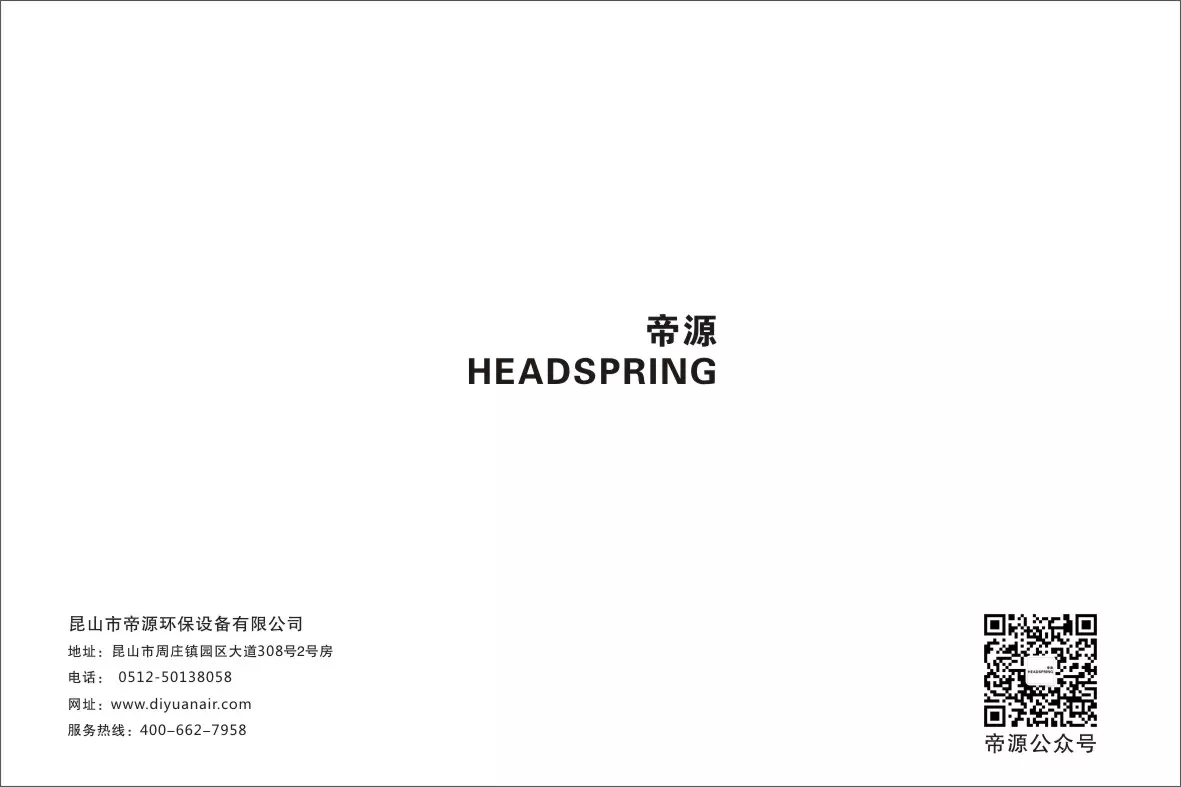 帝源
HEADSPRING
昆山市帝源环保设备有限公司
地址：昆山市周庄镇园区大道308号2号房
电话： 0512-50138058
网址：www.diyuanair.com
服务热线：400-662-7958
HEADSPRING
帝源公众号